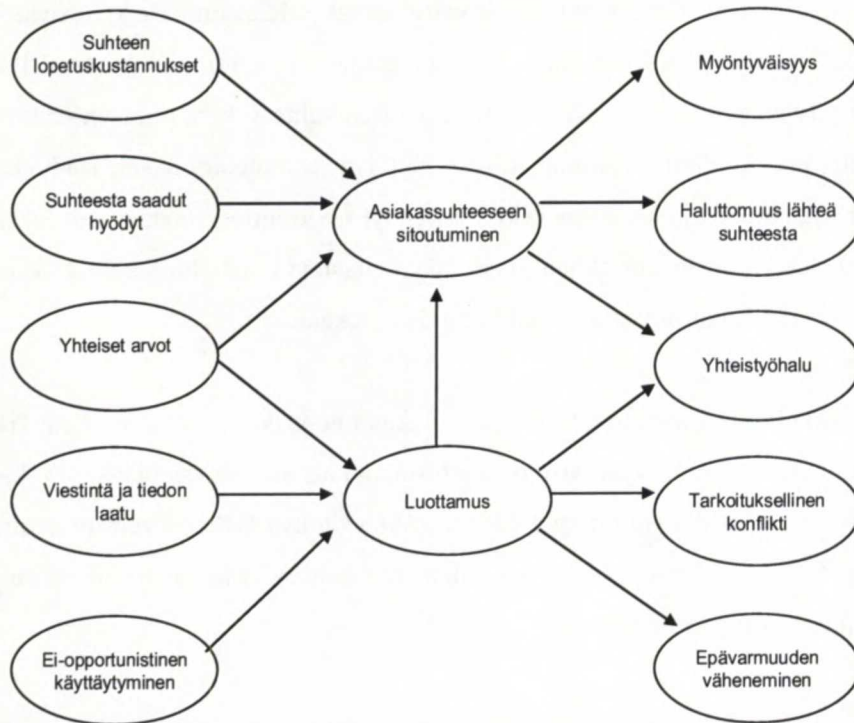 Suhteen
lopetuskustannukset
Myöntyväisyys
Suhteesta saadut
hyödyt
Asiakassuhteeseen
sitoutuminen
Haluttomuus lähteä
suhteesta
Yhteiset arvot
Yhteistyöhalu
Viestintä ja tiedon
laatu
Luottamus
Tarkoituksellinen
konflikti
Ei-opportunistinen
käyttäytyminen
Epävarmuuden
väheneminen